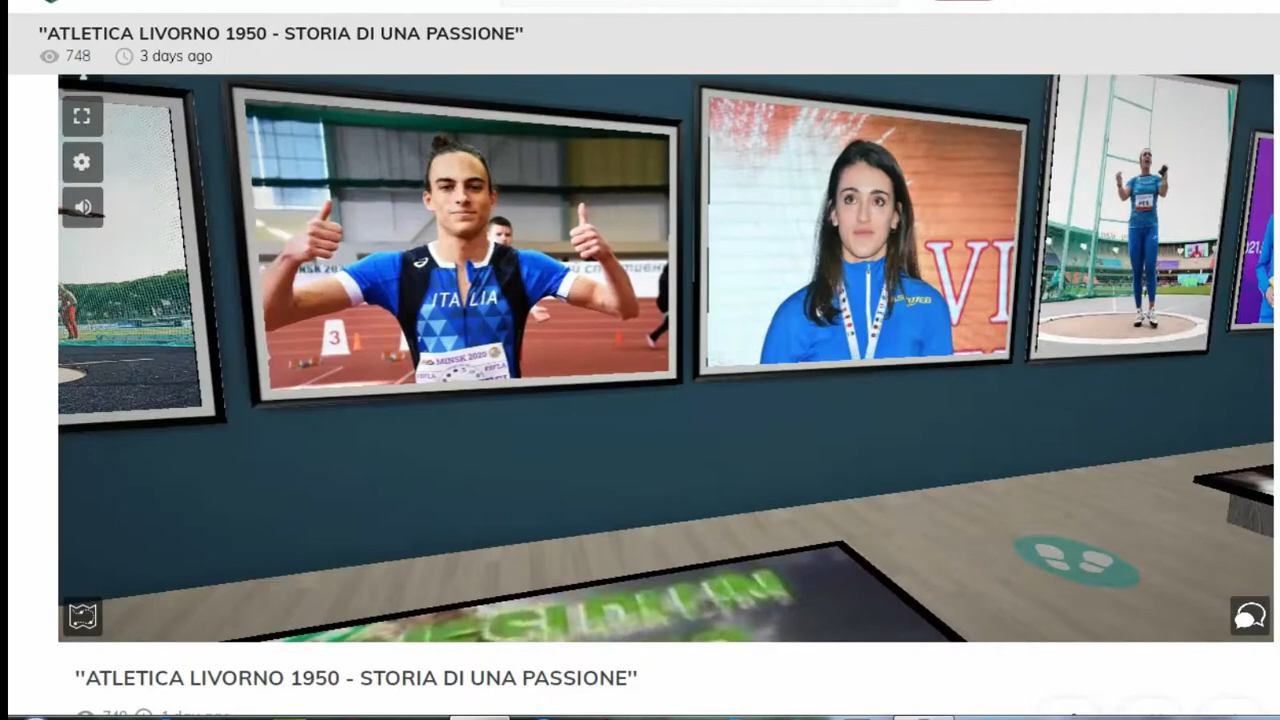 "ATLETICA LIVORNO 1950 - STORIA DI UNA PASSIONE"
748
3 days ago
ITALIA
3
MINSK 2020
VI
"ATLETICA LIVORNO 1950 - STORIA DI UNA PASSIONE"